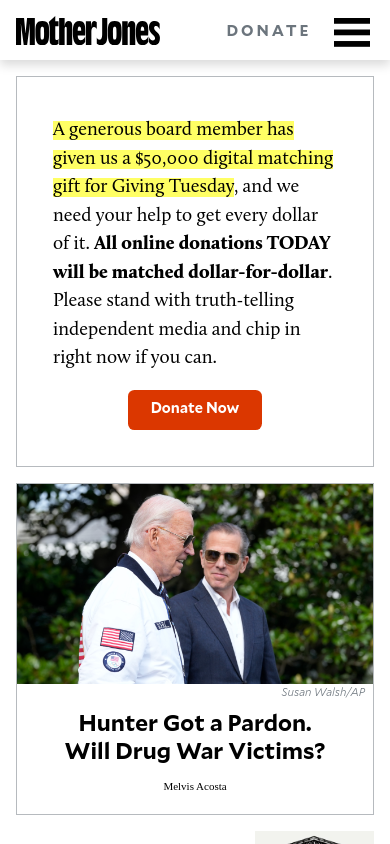 Mother Jones
DONATE
A generous board member has
given us a $50,000 digital matching
gift for Giving Tuesday, and we
need your help to get every dollar
of it. All online donations TODAY
will be matched dollar-for-dollar.
Please stand with truth-telling
independent media and chip in
right now if you can.
Donate Now
Susan Walsh/AP
Hunter Got a Pardon.
Will Drug War Victims?
Melvis Acosta